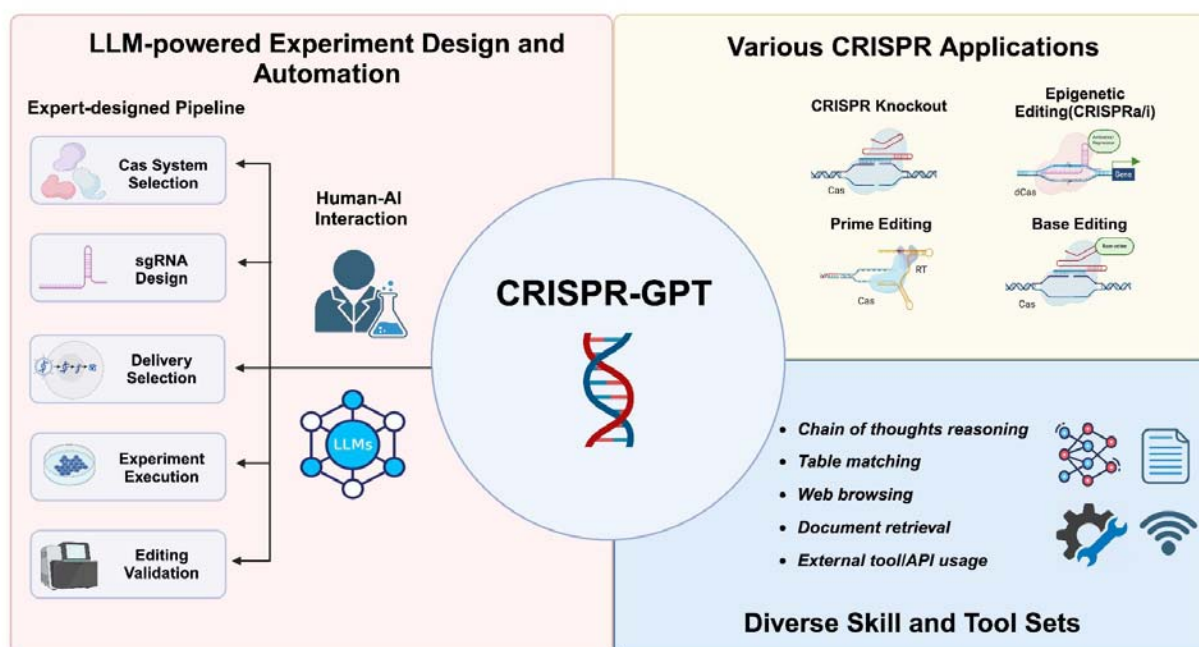 LLM-powered Experiment Design and
Automation
Expert-designed Pipeline
Cas System
Selection
sgRNA
Design
Delivery
Selection
Experiment
Execution
Editing
Validation
Human-AI
Interaction
LLMs
CRISPR-GPT
Various CRISPR Applications
CRISPR Knockout
Cas
Epigenetic
Editing(CRISPRa/i)
dCas
Gene
Prime Editing
RT
Cas
Base Editing
Cas
• Chain of thoughts reasoning
• Table matching
• Web browsing
• Document retrieval
• External tool/API usage
Diverse Skill and Tool Sets